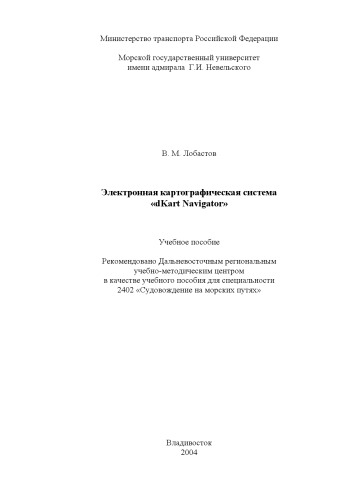 Министерство транспорта Российской Федерации
Морской государственный университет
имени адмирала Г.И. Невельского
В. М. Лобастов
Электронная картографическая система
«dKart Navigator»
Учебное пособие
Рекомендовано Дальневосточным региональным
учебно-методическим центром
в качестве учебного пособия для специальности
2402 «Судовождение на морских путях»
Владивосток
2004